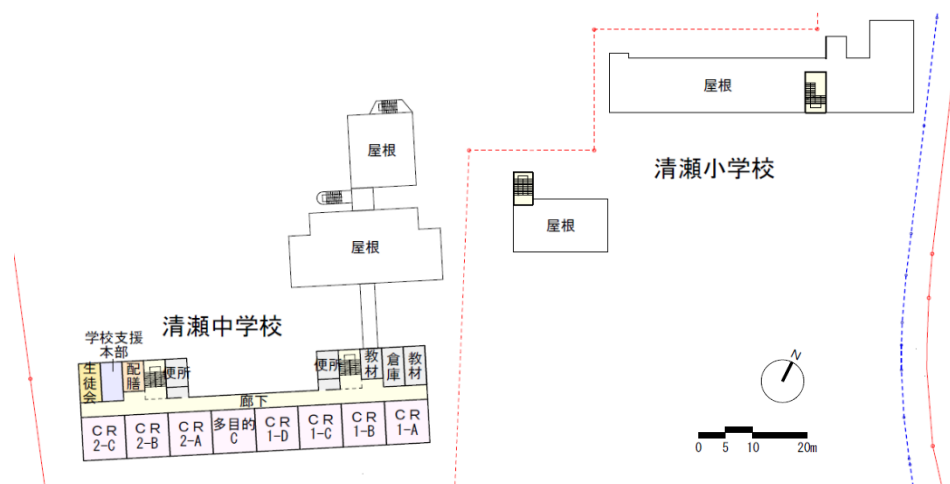 屋根
屋根
清瀬小学校
屋根
屋根
清瀬中学校
学校支援
本部
生徒会
配膳
便所
便所
教材
倉庫
教材
廊下
CR
2-C
CR
2-B
CR
2-A
多目的
C
CR
1-D
CR
1-C
CR
1-B
CR
1-A
N
0 5 10 20m